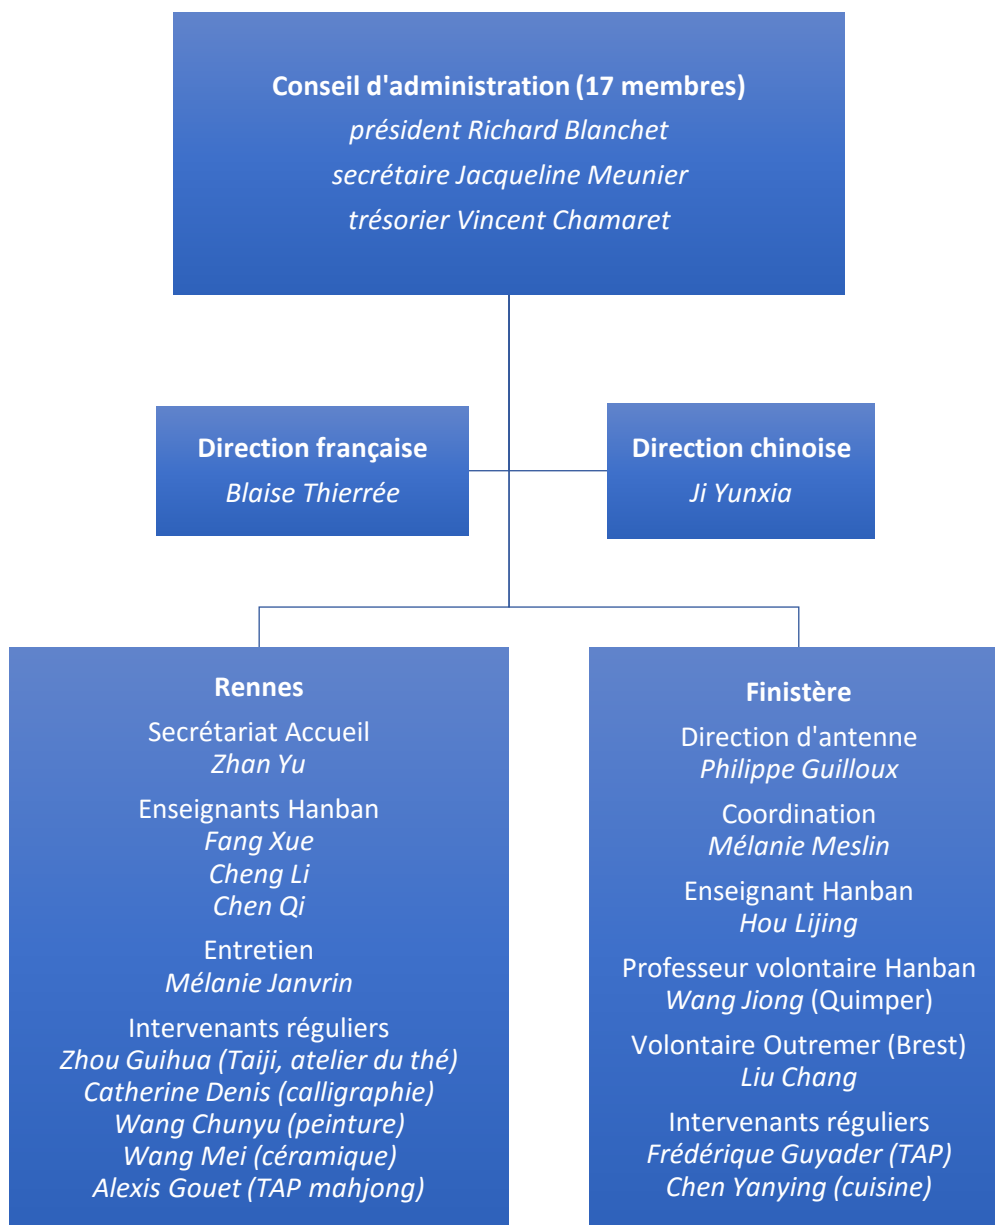 Conseil d'administration (17 membres)
président Richard Blanchet
secrétaire Jacqueline Meunier
trésorier Vincent Chamaret
Direction française
Blaise Thierrée
Direction chinoise
Ji Yunxia
Rennes
Secrétariat Accueil
Zhan Yu
Enseignants Hanban
Fang Xue
Cheng Li
Chen Qi
Entretien
Mélanie Janvrin
Intervenants réguliers
Zhou Guihua (Taiji, atelier du thé)
Catherine Denis (calligraphie)
Wang Chunyu (peinture)
Wang Mei (céramique)
Alexis Gouet (TAP mahjong)
Finistère
Direction d'antenne
Philippe Guilloux
Coordination
Mélanie Meslin
Enseignant Hanban
Hou Lijing
Professeur volontaire Hanban
Wang Jiong (Quimper)
Volontaire Outremer (Brest)
Liu Chang
Intervenants réguliers
Frédérique Guyader (TAP)
Chen Yanying (cuisine)